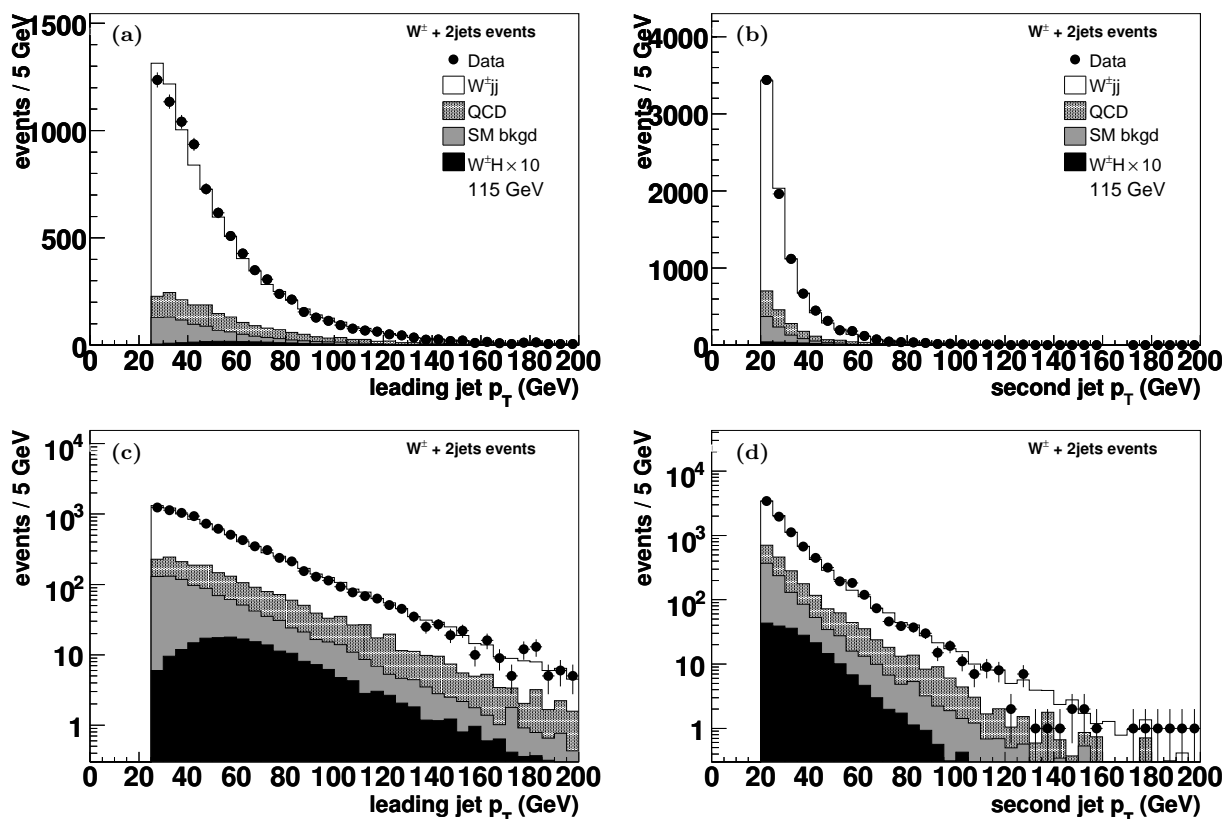 (a)
W± + 2jets events
Data
W±jj
QCD
SM bkgd
W±H×10
115 GeV
events / 5 GeV
1500
1000
500
0
0 20 40 60 80 100 120 140 160 180 200
leading jet pT (GeV)
(b)
W± + 2jets events
Data
W±jj
QCD
SM bkgd
W±H×10
115 GeV
events / 5 GeV
4000
3200
2400
1600
800
0
0 20 40 60 80 100 120 140 160 180 200
second jet pT (GeV)
(c)
W± + 2jets events
events / 5 GeV
10⁴
10³
10²
10
1
0 20 40 60 80 100 120 140 160 180 200
leading jet pT (GeV)
(d)
W± + 2jets events
events / 5 GeV
10⁴
10³
10²
10
1
0 20 40 60 80 100 120 140 160 180 200
second jet pT (GeV)